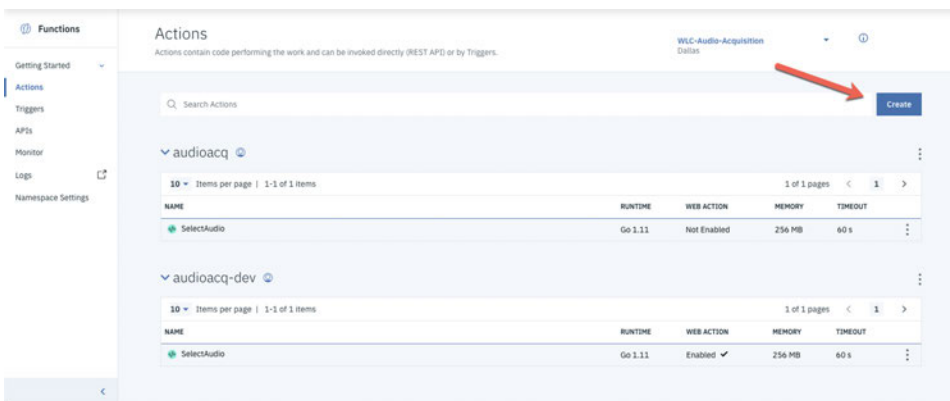 Functions
Getting Started
Actions
Triggers
APIs
Monitor
Logs
Namespace Settings
Actions
Actions contain code performing the work and can be invoked directly (REST API) or by Triggers.
WLC-Audio-Acquisition
Dallas
Search Actions
Create
audioacq
10 Items per page | 1-1 of 1 items 1 of 1 pages < 1 >
NAME RUNTIME WEB ACTION MEMORY TIMEOUT
SelectAudio Go 1.11 Not Enabled 256 MB 60 s
audioacq-dev
10 Items per page | 1-1 of 1 items 1 of 1 pages < 1 >
NAME RUNTIME WEB ACTION MEMORY TIMEOUT
SelectAudio Go 1.11 Enabled ✓ 256 MB 60 s